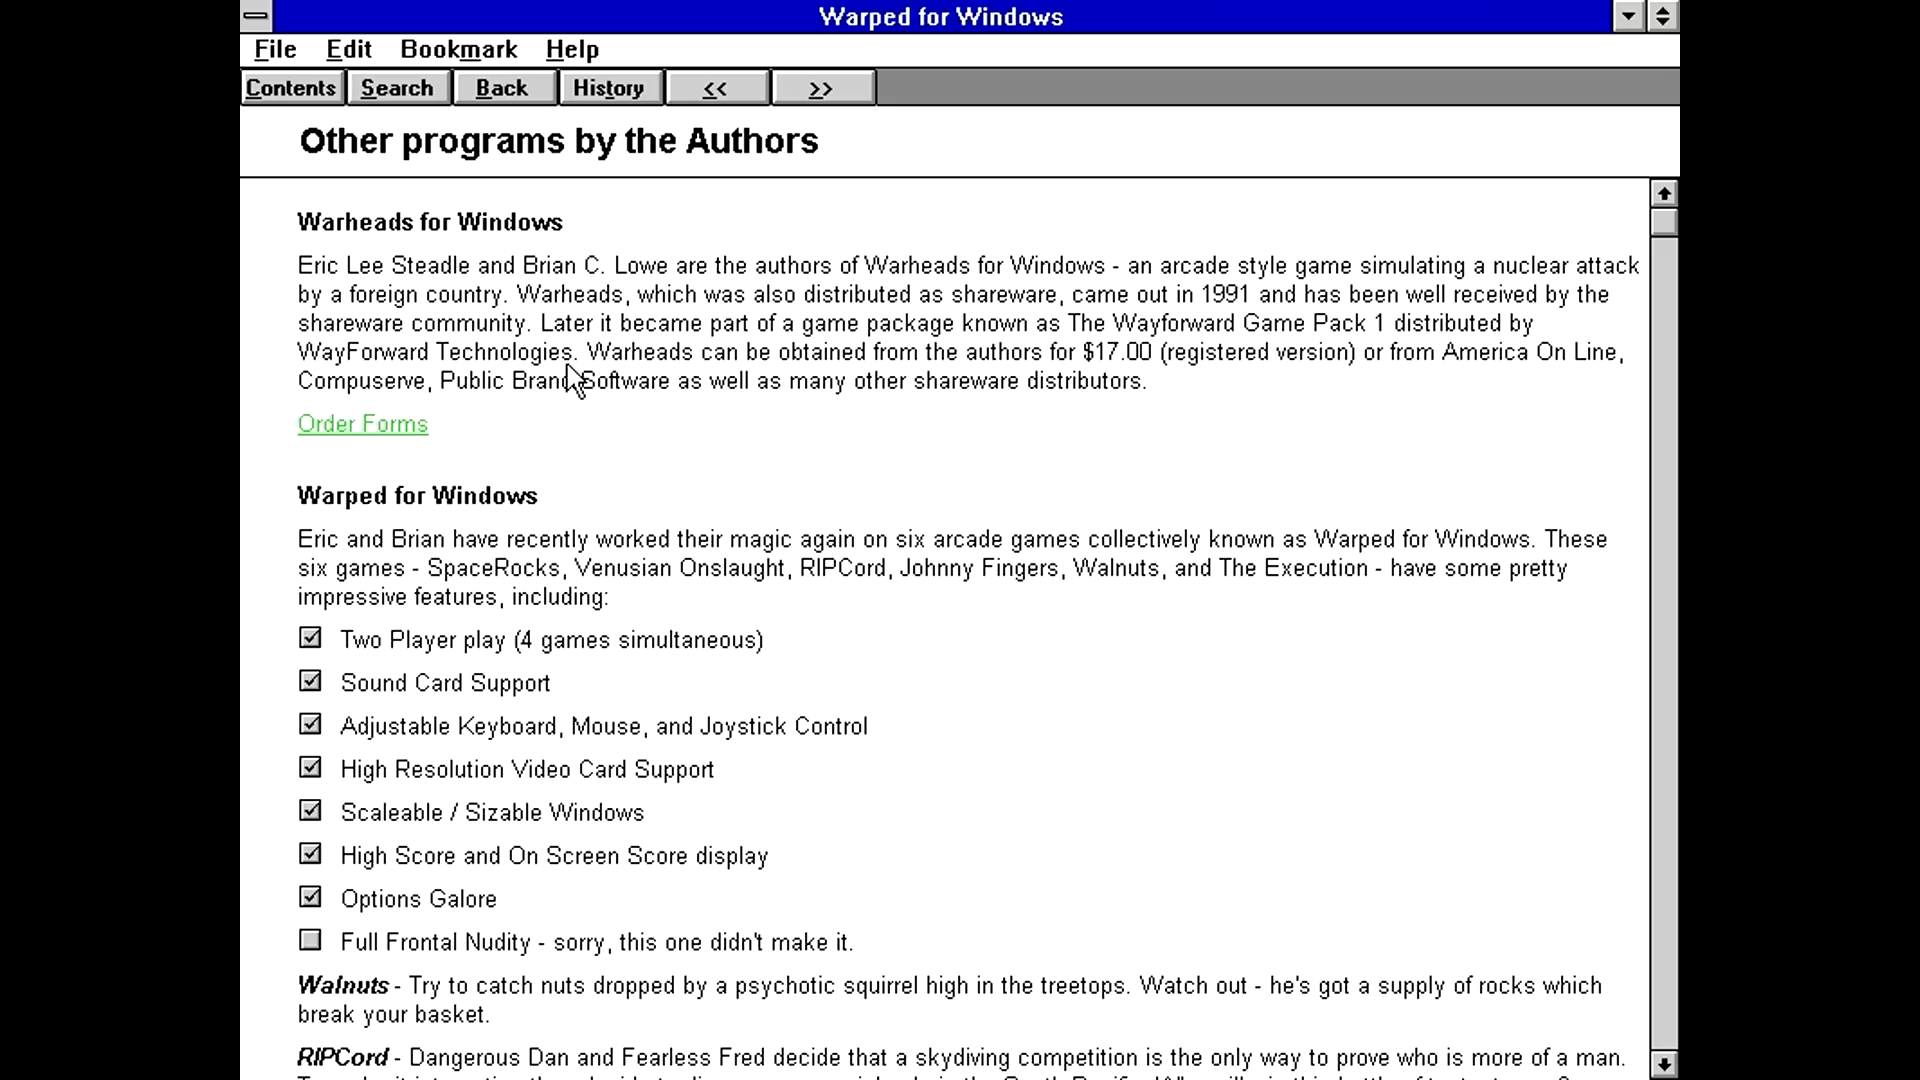 Warped for Windows
File Edit Bookmark Help
Contents Search Back History << >>
Other programs by the Authors
Warheads for Windows
Eric Lee Steadle and Brian C. Lowe are the authors of Warheads for Windows - an arcade style game simulating a nuclear attack
by a foreign country. Warheads, which was also distributed as shareware, came out in 1991 and has been well received by the
shareware community. Later it became part of a game package known as The Wayforward Game Pack 1 distributed by
WayForward Technologies. Warheads can be obtained from the authors for $17.00 (registered version) or from America On Line,
Compuserve, Public Brand Software as well as many other shareware distributors.
Order Forms
Warped for Windows
Eric and Brian have recently worked their magic again on six arcade games collectively known as Warped for Windows. These
six games - SpaceRocks, Venusian Onslaught, RIPCord, Johnny Fingers, Walnuts, and The Execution - have some pretty
impressive features, including:
Two Player play (4 games simultaneous)
Sound Card Support
Adjustable Keyboard, Mouse, and Joystick Control
High Resolution Video Card Support
Scaleable / Sizable Windows
High Score and On Screen Score display
Options Galore
Full Frontal Nudity - sorry, this one didn't make it.
Walnuts - Try to catch nuts dropped by a psychotic squirrel high in the treetops. Watch out - he's got a supply of rocks which
break your basket.
RIPCord - Dangerous Dan and Fearless Fred decide that a skydiving competition is the only way to prove who is more of a man.